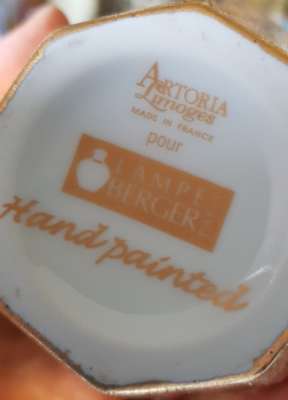 ARTORIA
Limoges
MADE IN FRANCE
pour
LAMPE
BERGER
Hand painted